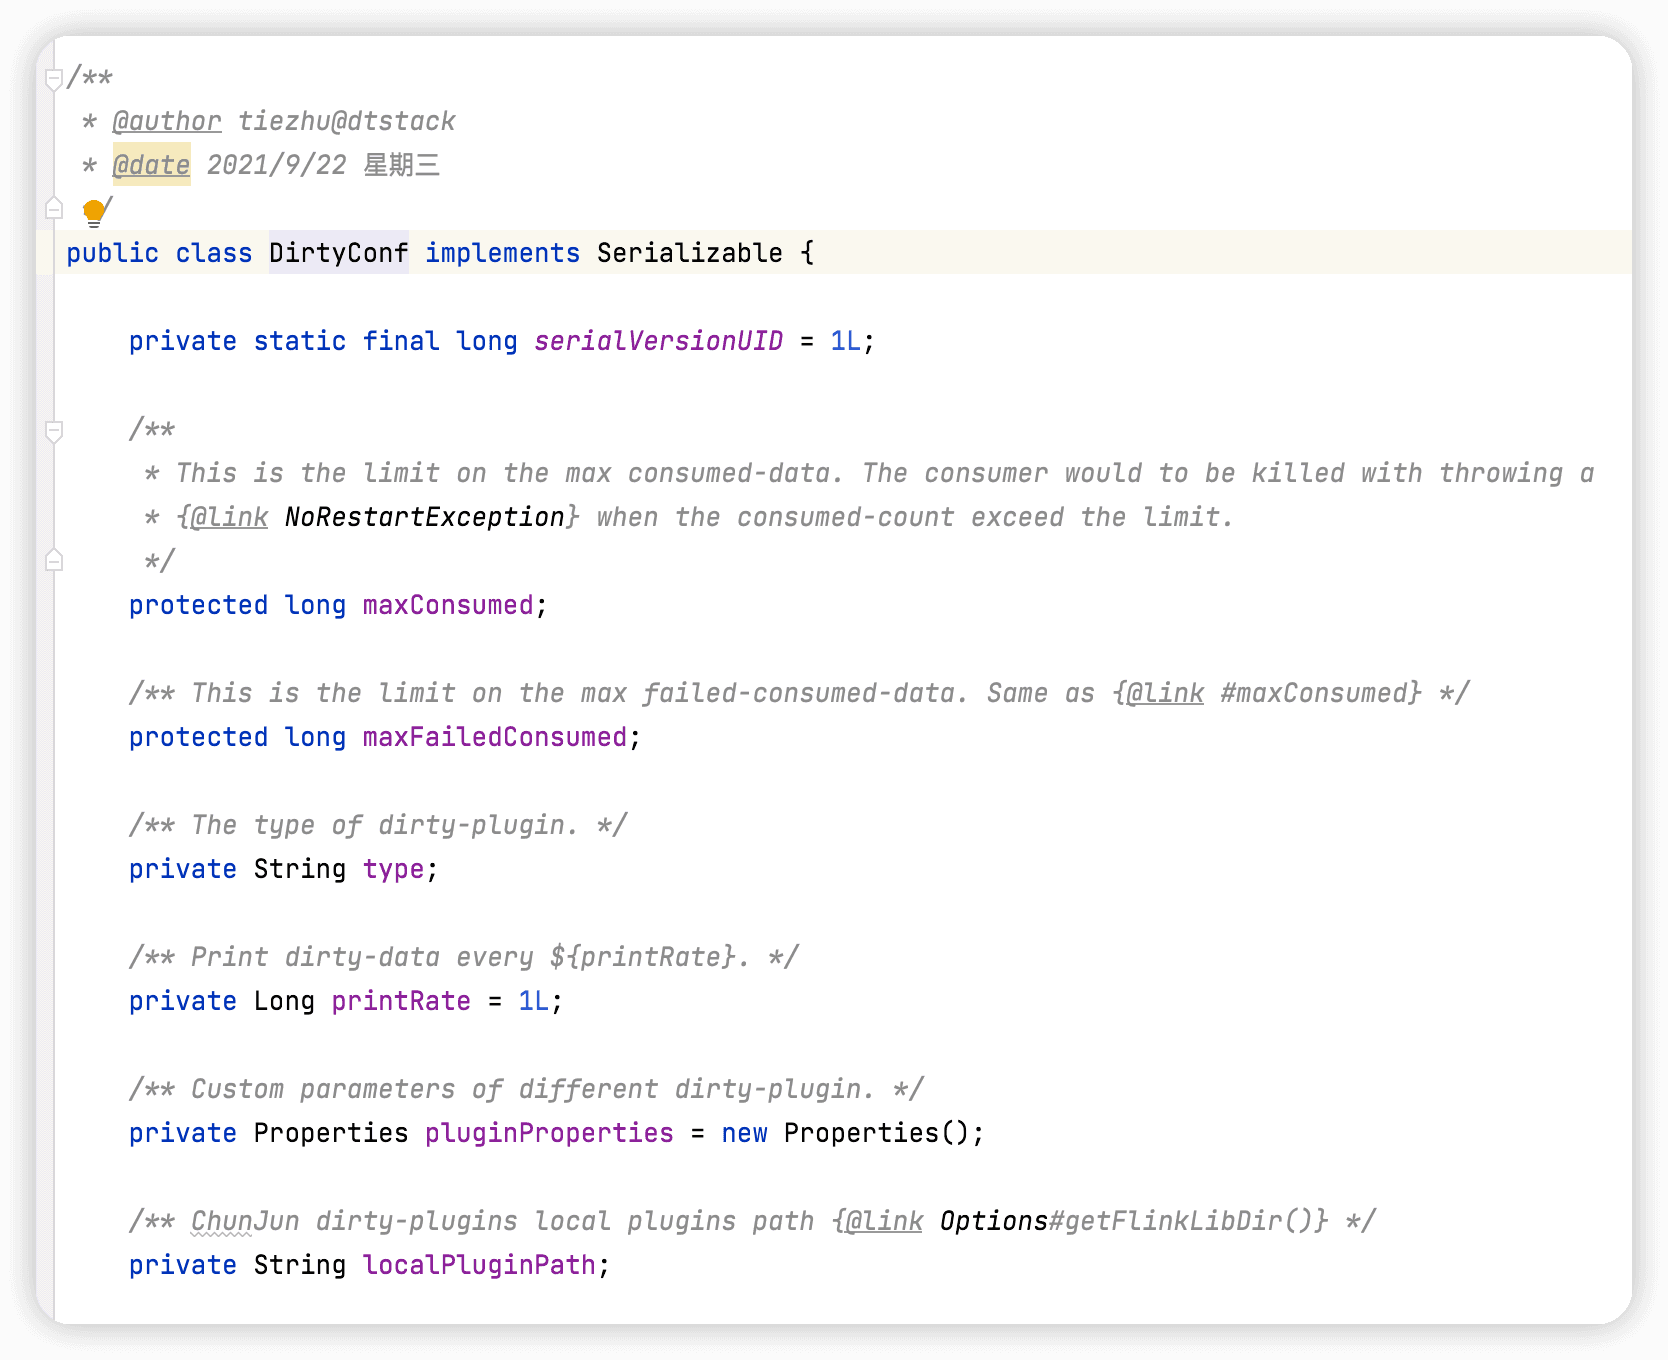 /**
 * @author tiezhu@dtstack
 * @date 2021/9/22 星期三
 /
public class DirtyConf implements Serializable {
    private static final long serialVersionUID = 1L;
    /**
     * This is the limit on the max consumed-data. The consumer would to be killed with throwing a
     * {@link NoRestartException} when the consumed-count exceed the limit.
     */
    protected long maxConsumed;
    /** This is the limit on the max failed-consumed-data. Same as {@link #maxConsumed} */
    protected long maxFailedConsumed;
    /** The type of dirty-plugin. */
    private String type;
    /** Print dirty-data every ${printRate}. */
    private Long printRate = 1L;
    /** Custom parameters of different dirty-plugin. */
    private Properties pluginProperties = new Properties();
    /** ChunJun dirty-plugins local plugins path {@link Options#getFlinkLibDir()} */
    private String localPluginPath;